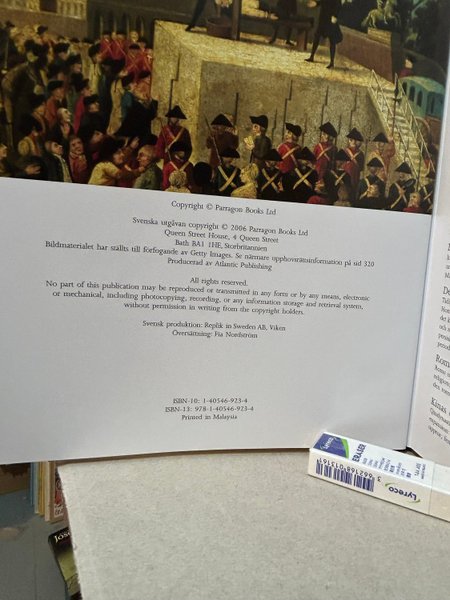 Copyright © Parragon Books Ltd
Svenska utgåvan copyright © 2006 Parragon Books Ltd
Queen Street House, 4 Queen Street
Bath BA1 1HE, Storbritannien
Bildmaterialet har ställts till förfogande av Getty Images. Se närmare upphovsrättsinformation på sid 320
Producerad av Atlantic Publishing
All rights reserved.
No part of this publication may be reproduced or transmitted in any form or by any means, electronic
or mechanical, including photocopying, recording, or any information storage and retrieval system,
without permission in writing from the copyright holders.
Svensk produktion: Replik in Sweden AB, Viken
Översättning: Pia Nordström
ISBN-10: 1-40546-923-4
ISBN-13: 978-1-40546-923-4
Printed in Malaysia
Kinas
ERASER
Lyreco